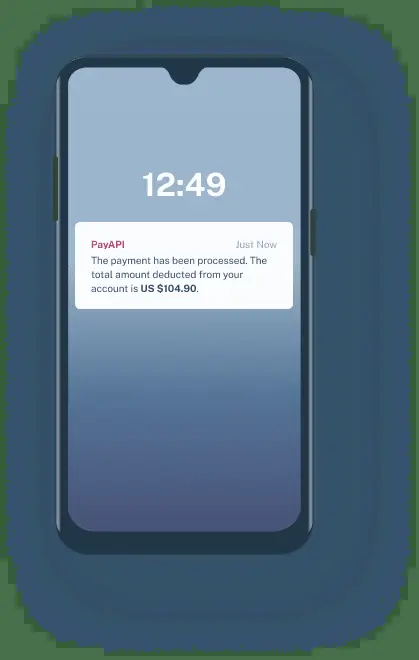 12:49
PayAPI Just Now
The payment has been processed. The
total amount deducted from your
account is US $104.90.